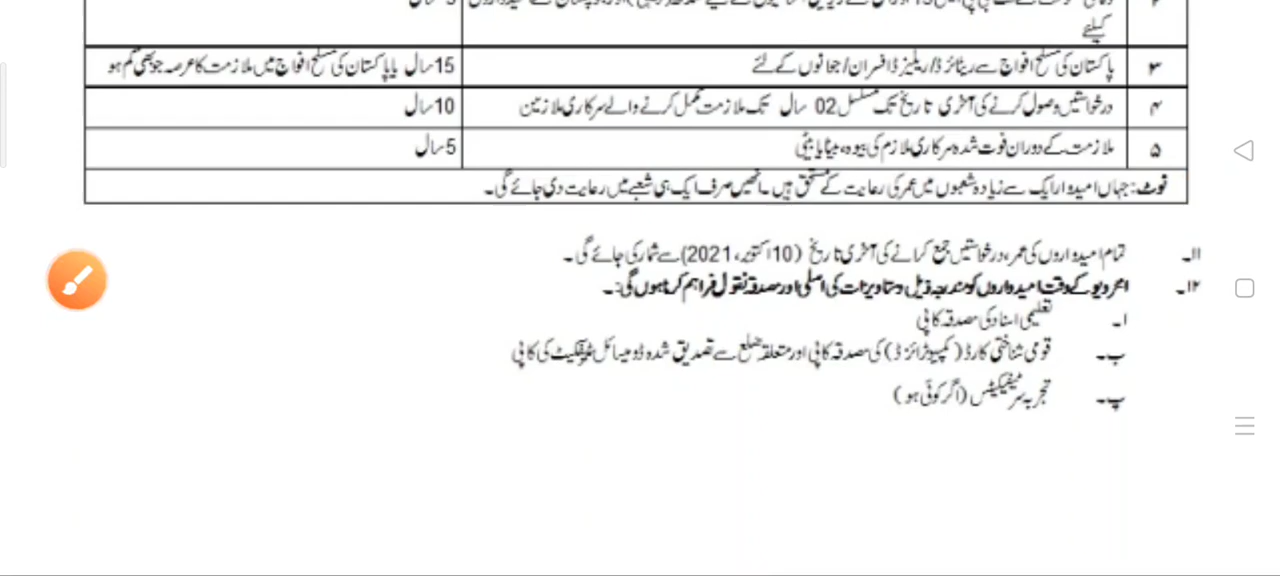 کیلئے
۳ پاکستان کی مسلح افواج سے ریٹائرڈ/ریلیزڈ افسران/جوانوں کے لئے 15 سال یا پاکستان کی مسلح افواج میں ملازمت کا عرصہ جو بھی کم ہو
۴ درخواستیں وصول کرنے کی آخری تاریخ تک مسلسل 02 سال تک ملازمت مکمل کرنے والے سرکاری ملازمین 10 سال
۵ ملازمت کے دوران فوت شدہ سرکاری ملازم کی بیوہ، بیٹا یا بیٹی 5 سال
نوٹ: جہاں امیدوار ایک سے زیادہ شعبوں میں عمر کی رعایت کے مستحق ہیں۔ انھیں صرف ایک ہی شعبے میں رعایت دی جائے گی۔
۱۱۔ تمام امیدواروں کی عمر، درخواستیں جمع کرانے کی آخری تاریخ (10 اکتوبر، 2021) سے شمار کی جائے گی۔
۱۲۔ انٹرویو کے وقت امیدواروں کو مندرجہ ذیل دستاویزات کی اصلی اور مصدقہ نقول فراہم کرنا ہوں گی:۔
ا۔ تعلیمی اسناد کی مصدقہ کاپی
ب۔ قومی شناختی کارڈ (کمپیوٹرائزڈ) کی مصدقہ کاپی اور متعلقہ ضلع سے تصدیق شدہ ڈومیسائل سرٹیفکیٹ کی کاپی
پ۔ تجربہ سرٹیفکیٹس (اگر کوئی ہو)